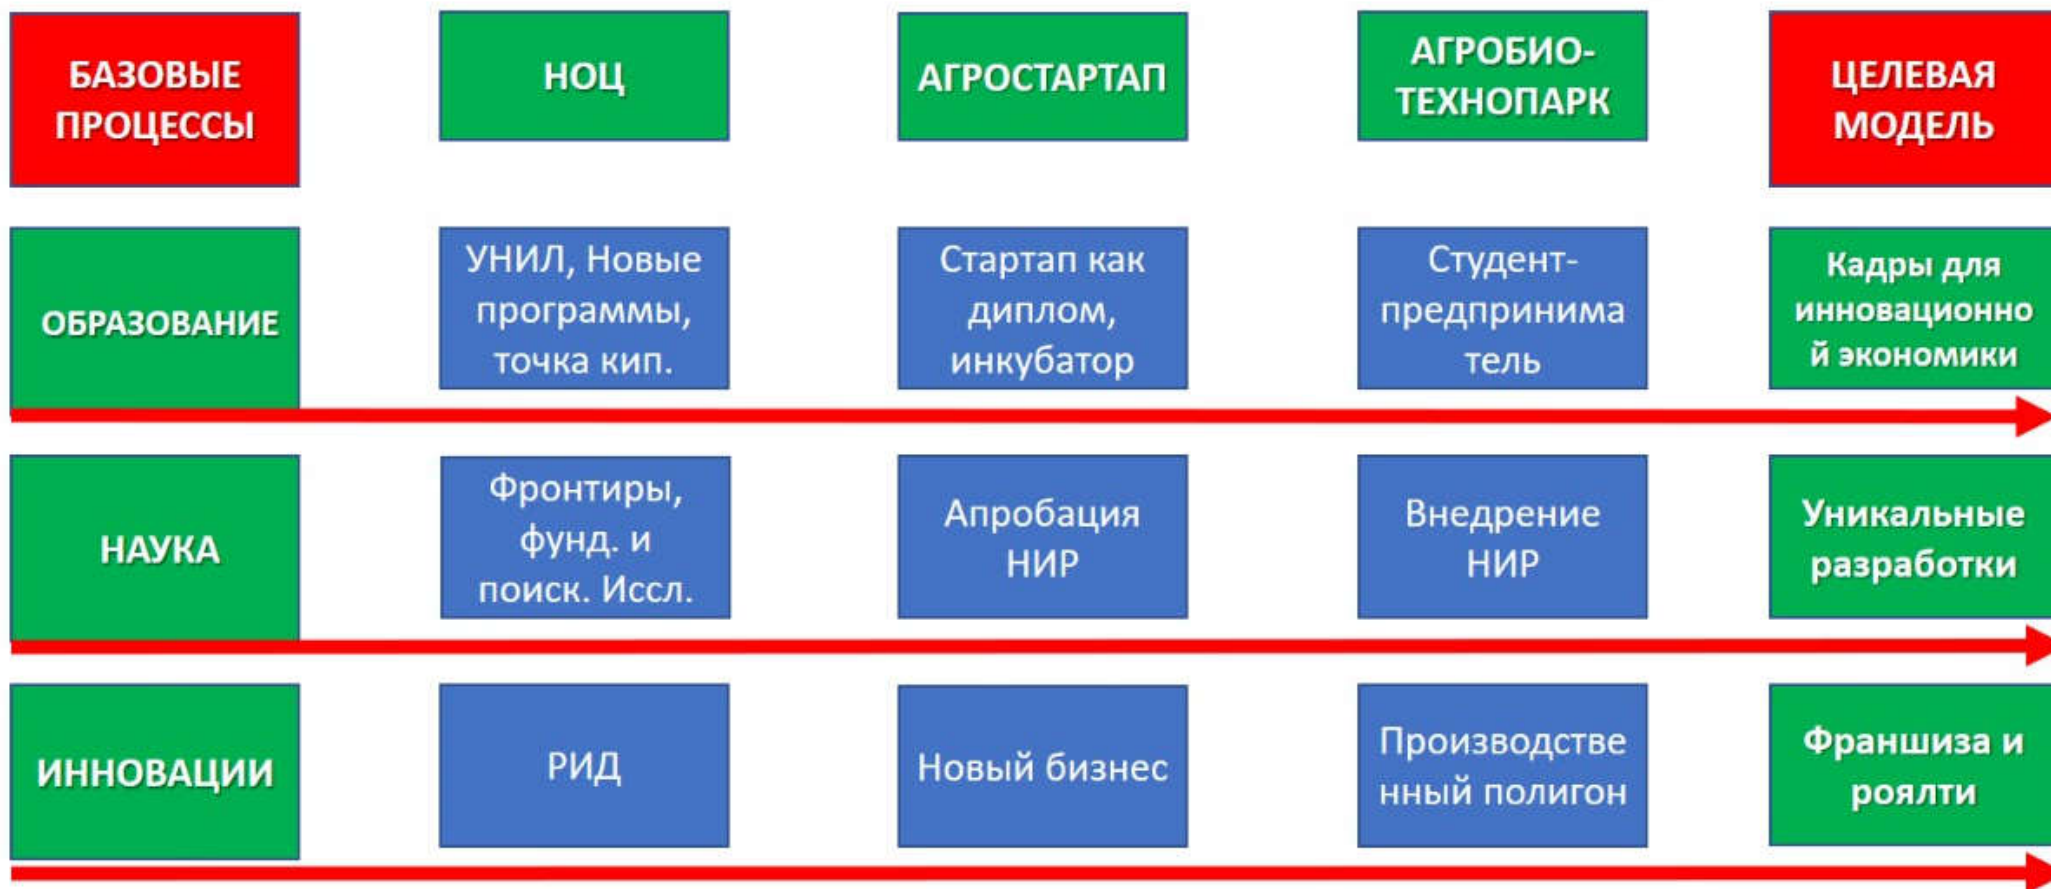 БАЗОВЫЕ
ПРОЦЕССЫ
НОЦ
АГРОСТАРТАП
АГРОБИО-
ТЕХНОПАРК
ЦЕЛЕВАЯ
МОДЕЛЬ
ОБРАЗОВАНИЕ
УНИЛ, Новые
программы,
точка кип.
Стартап как
диплом,
инкубатор
Студент-
предпринима
тель
Кадры для
инновационно
й экономики
НАУКА
Фронтиры,
фунд. и
поиск. Иссл.
Апробация
НИР
Внедрение
НИР
Уникальные
разработки
ИННОВАЦИИ
РИД
Новый бизнес
Производстве
нный полигон
Франшиза и
роялти